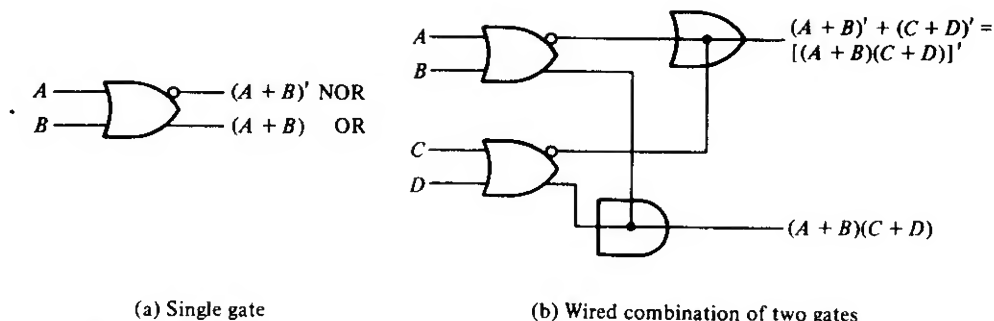 A
B
(A + B)′ NOR
(A + B) OR
A
B
C
D
(A + B)′ + (C + D)′ =
[(A + B)(C + D)]′
(A + B)(C + D)
(a) Single gate
(b) Wired combination of two gates